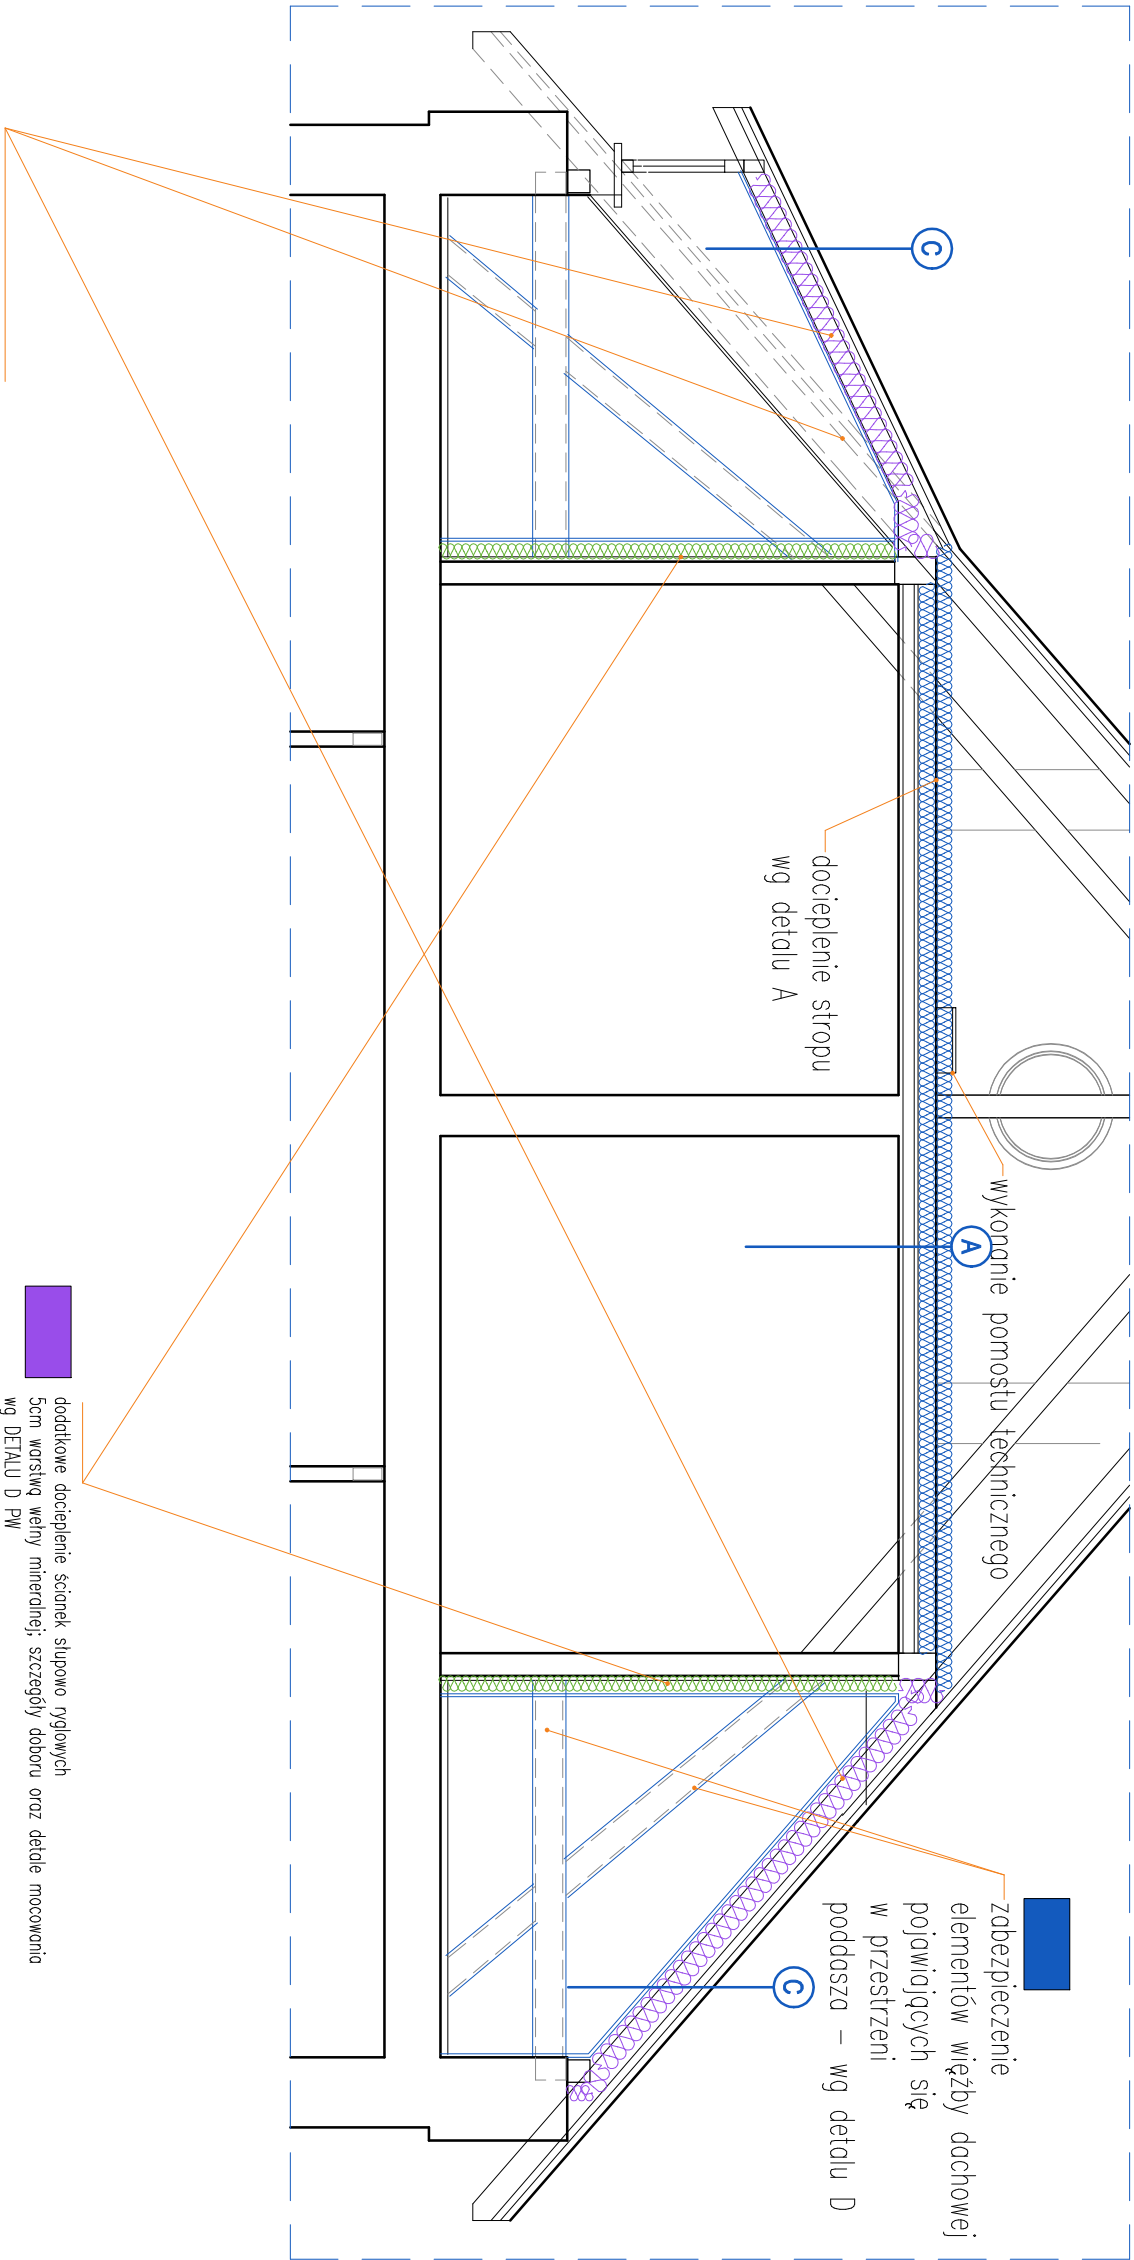 C
docieplenie stropu
wg detalu A
wykonanie pomostu technicznego
A
zabezpieczenie
elementów więźby dachowej
pojawiających się
w przestrzeni
poddasza – wg detalu D
C
dodatkowe docieplenie ścianek słupowo ryglowych
5cm warstwą wełny mineralnej; szczegóły doboru oraz detale mocowania
wg DETALU D PW